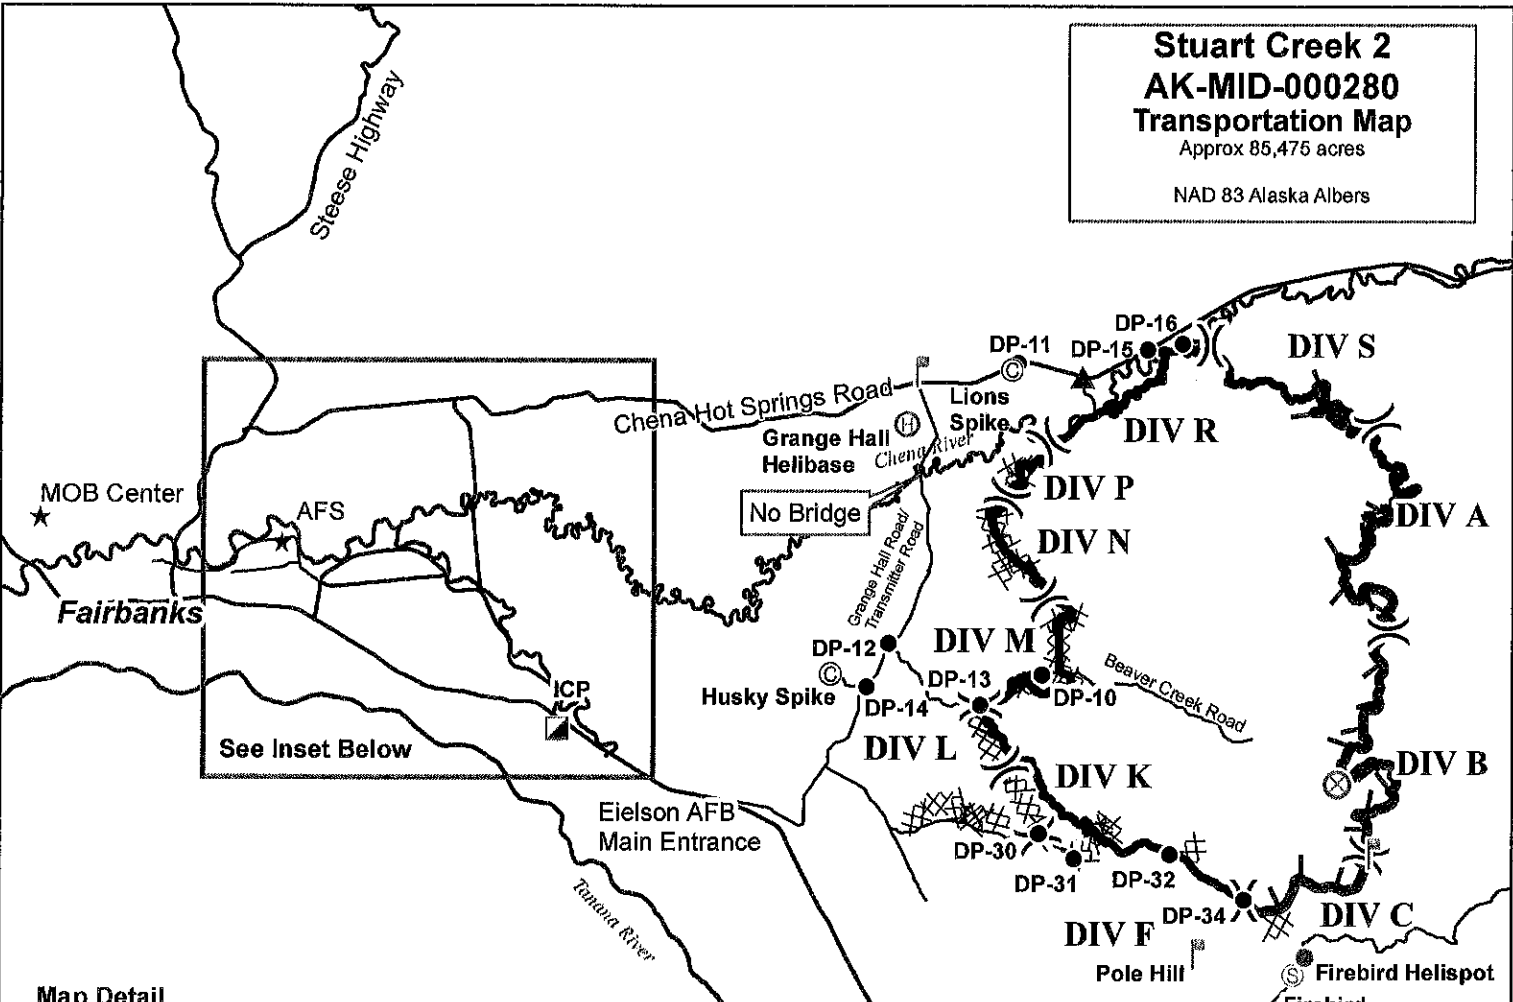 Stuart Creek 2
AK-MID-000280
Transportation Map
Approx 85,475 acres
NAD 83 Alaska Albers
Steese Highway
DP-16
DP-11
DP-15
DIV S
Chena Hot Springs Road
Lions
Spike
DIV R
Grange Hall
Helibase
H
C
Chena River
DIV P
MOB Center
AFS
No Bridge
DIV A
DIV N
Grange Hall Road/
Transmitter Road
Fairbanks
DP-12
DIV M
C
DP-13
Husky Spike
DP-14
DP-10
Beaver Creek Road
ICP
See Inset Below
DIV L
DIV K
DIV B
Eielson AFB
Main Entrance
DP-30
DP-31
DP-32
DP-34
Tanana River
DIV F
DIV C
Pole Hill
S
Firebird Helispot
Firebird
Map Detail